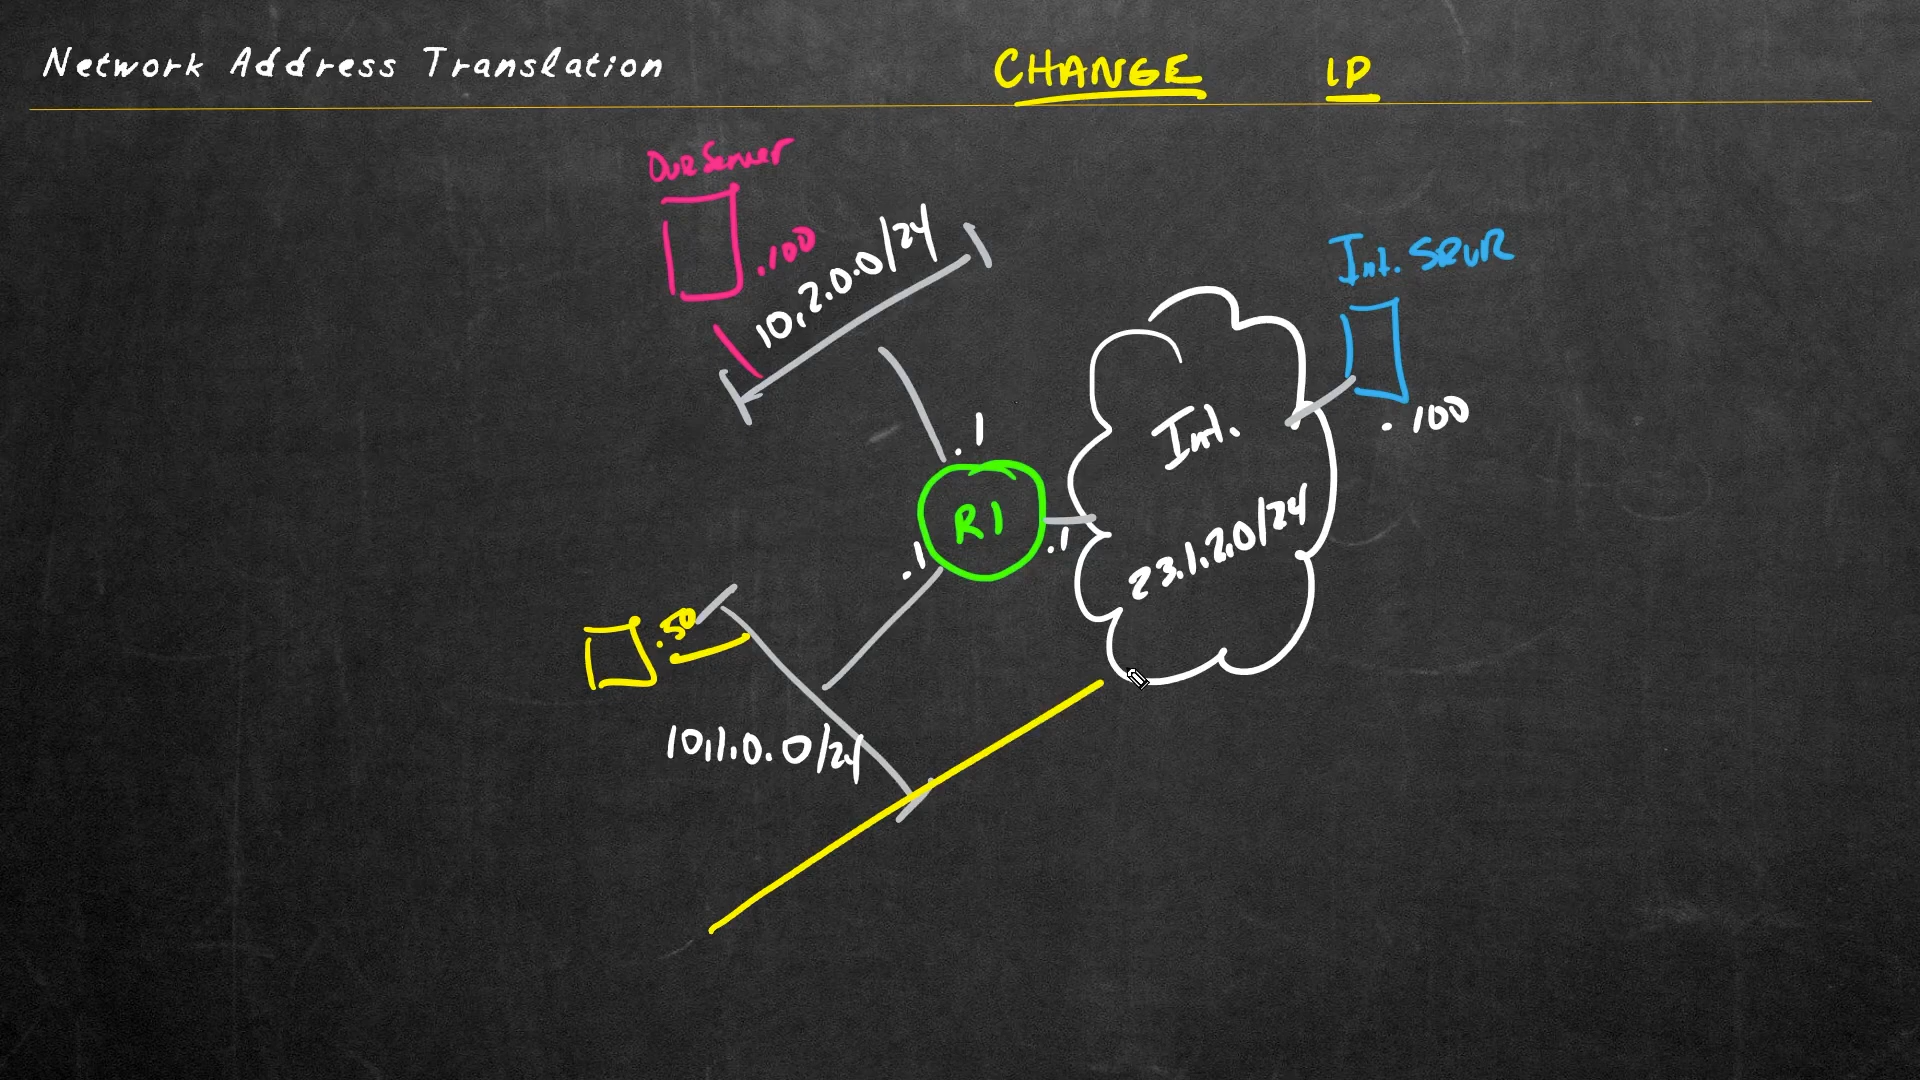 Network Address Translation
CHANGE IP
Our Server
.100
10.2.0.0/24
Int. SRVR
.100
.1
Int.
R1
.1
.1
23.1.2.0/24
.50
10.1.0.0/24